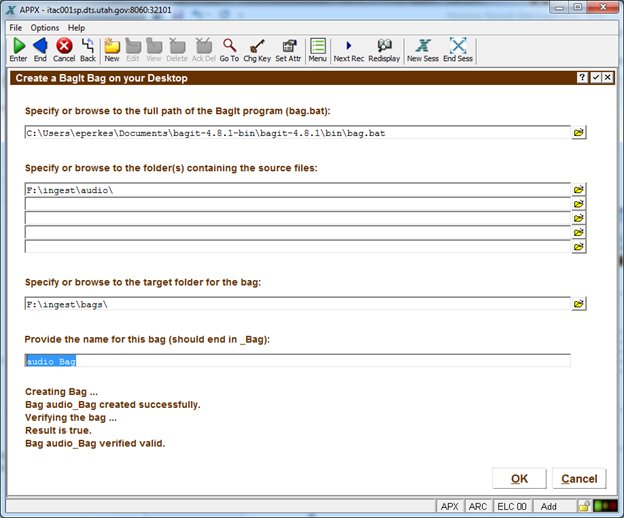 APPX - itac001sp.dts.utah.gov:8060:32101
File Options Help
Enter End Cancel Back New Edit View Delete Ack Del Go To Chg Key Set Attr Menu Next Rec Redisplay New Sess End Sess
Create a BagIt Bag on your Desktop
Specify or browse to the full path of the BagIt program (bag.bat):
C:\Users\eperkes\Documents\bagit-4.8.1-bin\bagit-4.8.1\bin\bag.bat
Specify or browse to the folder(s) containing the source files:
F:\ingest\audio\
Specify or browse to the target folder for the bag:
F:\ingest\bags\
Provide the name for this bag (should end in _Bag):
audio_Bag
Creating Bag ...
Bag audio_Bag created successfully.
Verifying the bag ...
Result is true.
Bag audio_Bag verified valid.
OK Cancel
APX ARC ELC 00 Add